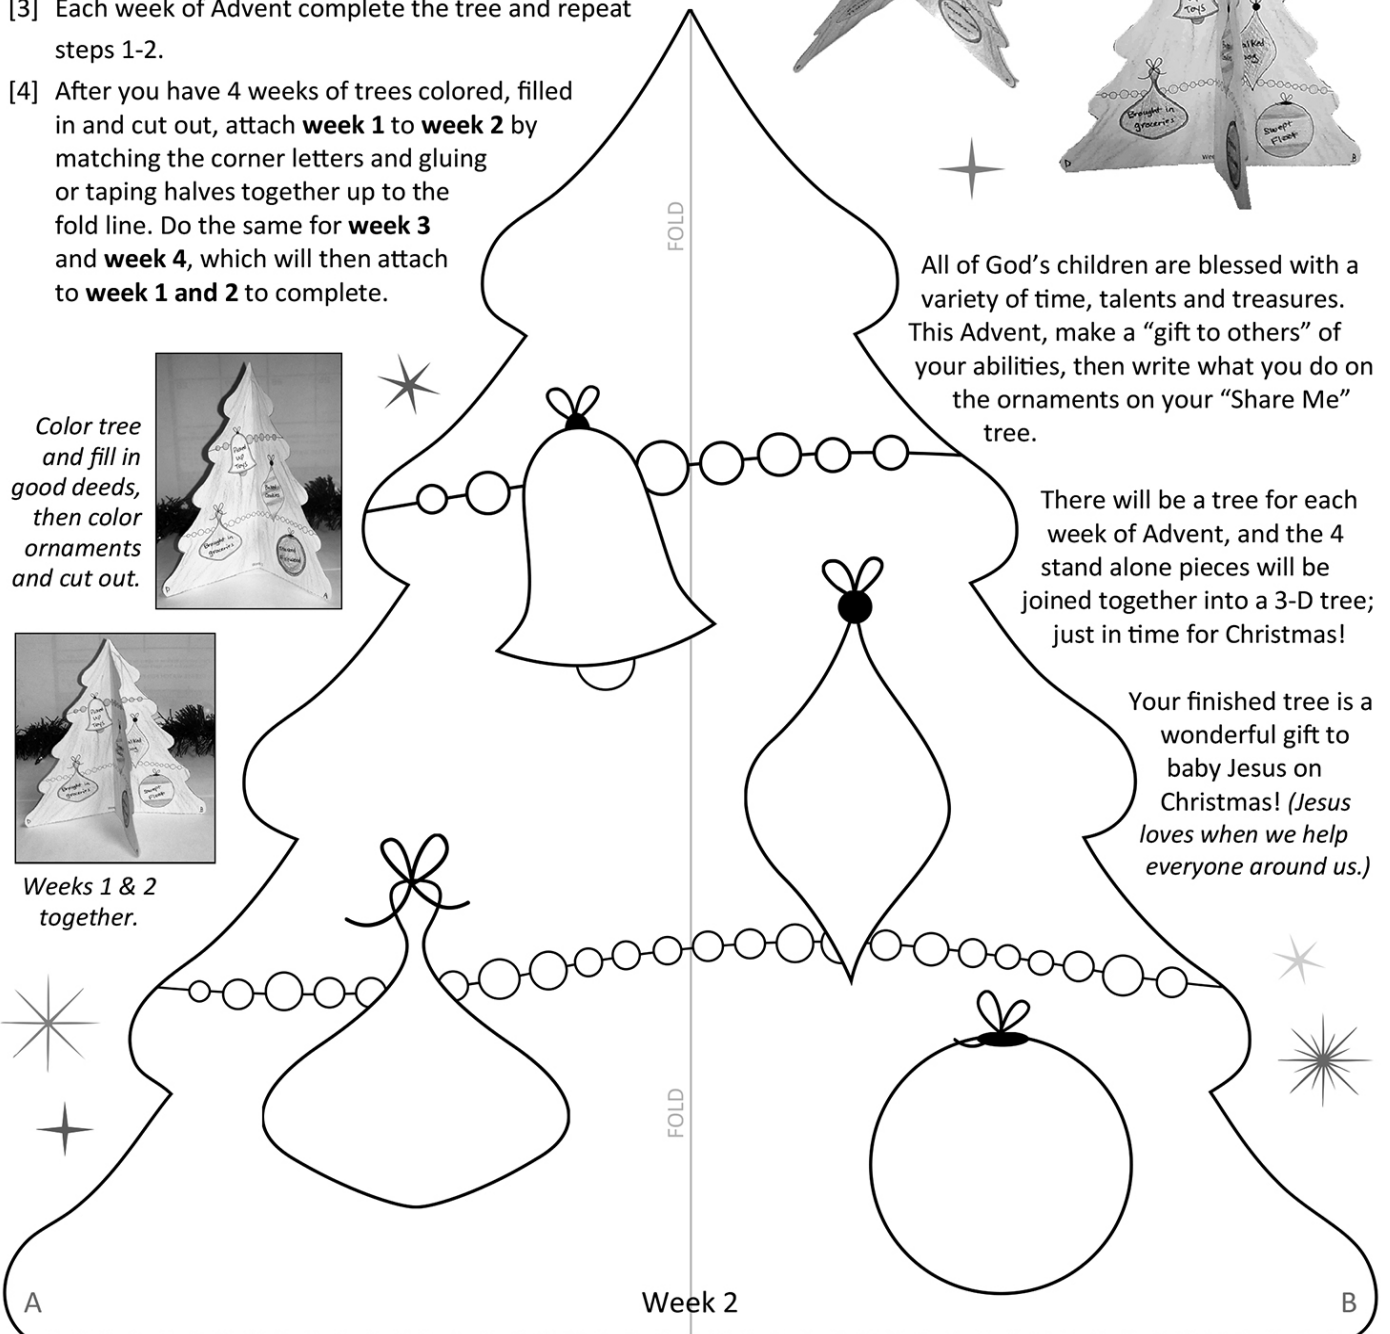 [3] Each week of Advent complete the tree and repeat
steps 1-2.
[4] After you have 4 weeks of trees colored, filled
in and cut out, attach week 1 to week 2 by
matching the corner letters and gluing
or taping halves together up to the
fold line. Do the same for week 3
and week 4, which will then attach
to week 1 and 2 to complete.
Color tree
and fill in
good deeds,
then color
ornaments
and cut out.
Weeks 1 & 2
together.
FOLD
FOLD
Toys
Brought in
groceries
Swept
Floor
All of God's children are blessed with a
variety of time, talents and treasures.
This Advent, make a “gift to others” of
your abilities, then write what you do on
the ornaments on your “Share Me”
tree.
There will be a tree for each
week of Advent, and the 4
stand alone pieces will be
joined together into a 3-D tree;
just in time for Christmas!
Your finished tree is a
wonderful gift to
baby Jesus on
Christmas! (Jesus
loves when we help
everyone around us.)
A
Week 2
B